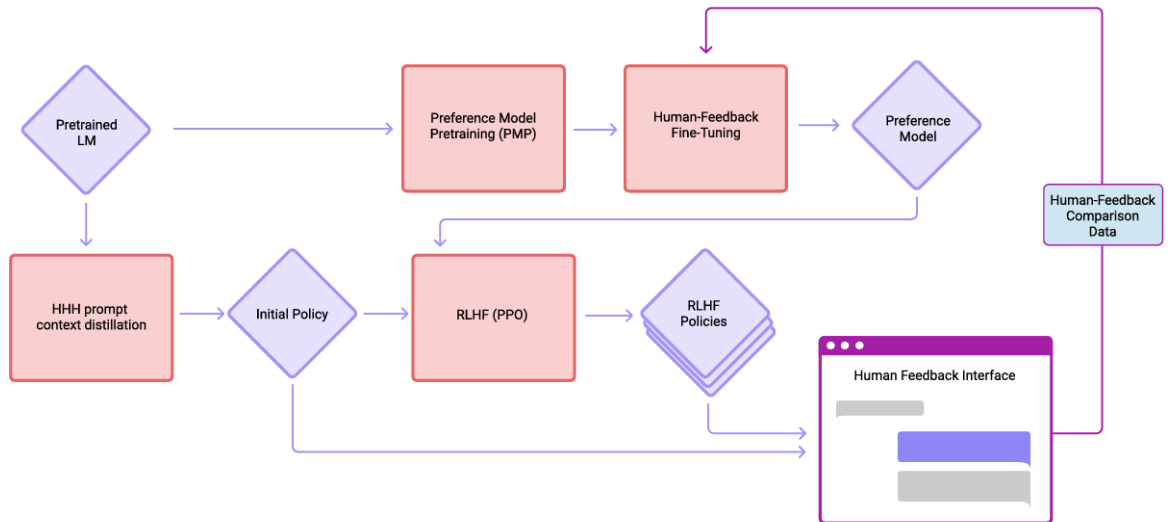 Pretrained
LM
Preference Model
Pretraining (PMP)
Human-Feedback
Fine-Tuning
Preference
Model
Human-Feedback
Comparison
Data
HHH prompt
context distillation
Initial Policy
RLHF (PPO)
RLHF
Policies
Human Feedback Interface